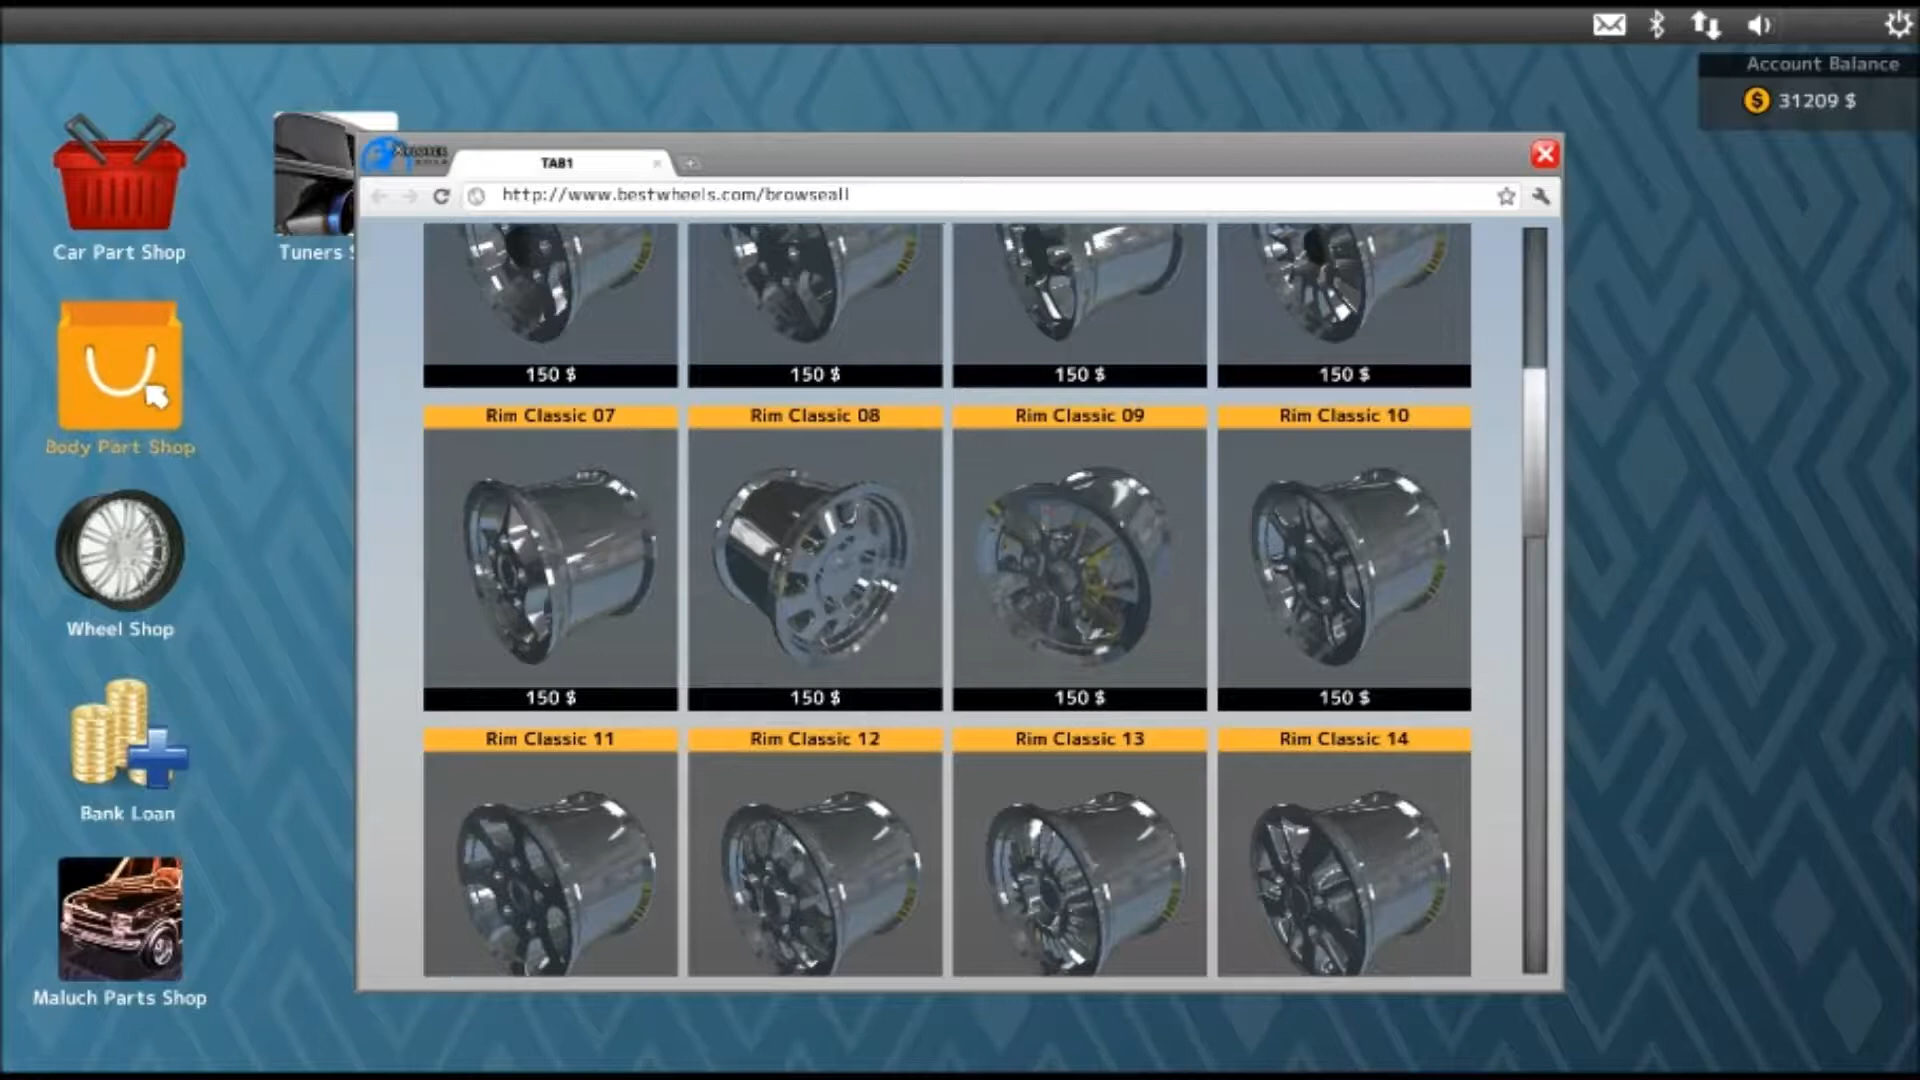 Account Balance
31209 $
TAB1
http://www.bestwheels.com/browseall
Car Part Shop
Tuners
Body Part Shop
Wheel Shop
Bank Loan
Maluch Parts Shop
150 $
150 $
150 $
150 $
Rim Classic 07
Rim Classic 08
Rim Classic 09
Rim Classic 10
150 $
150 $
150 $
150 $
Rim Classic 11
Rim Classic 12
Rim Classic 13
Rim Classic 14